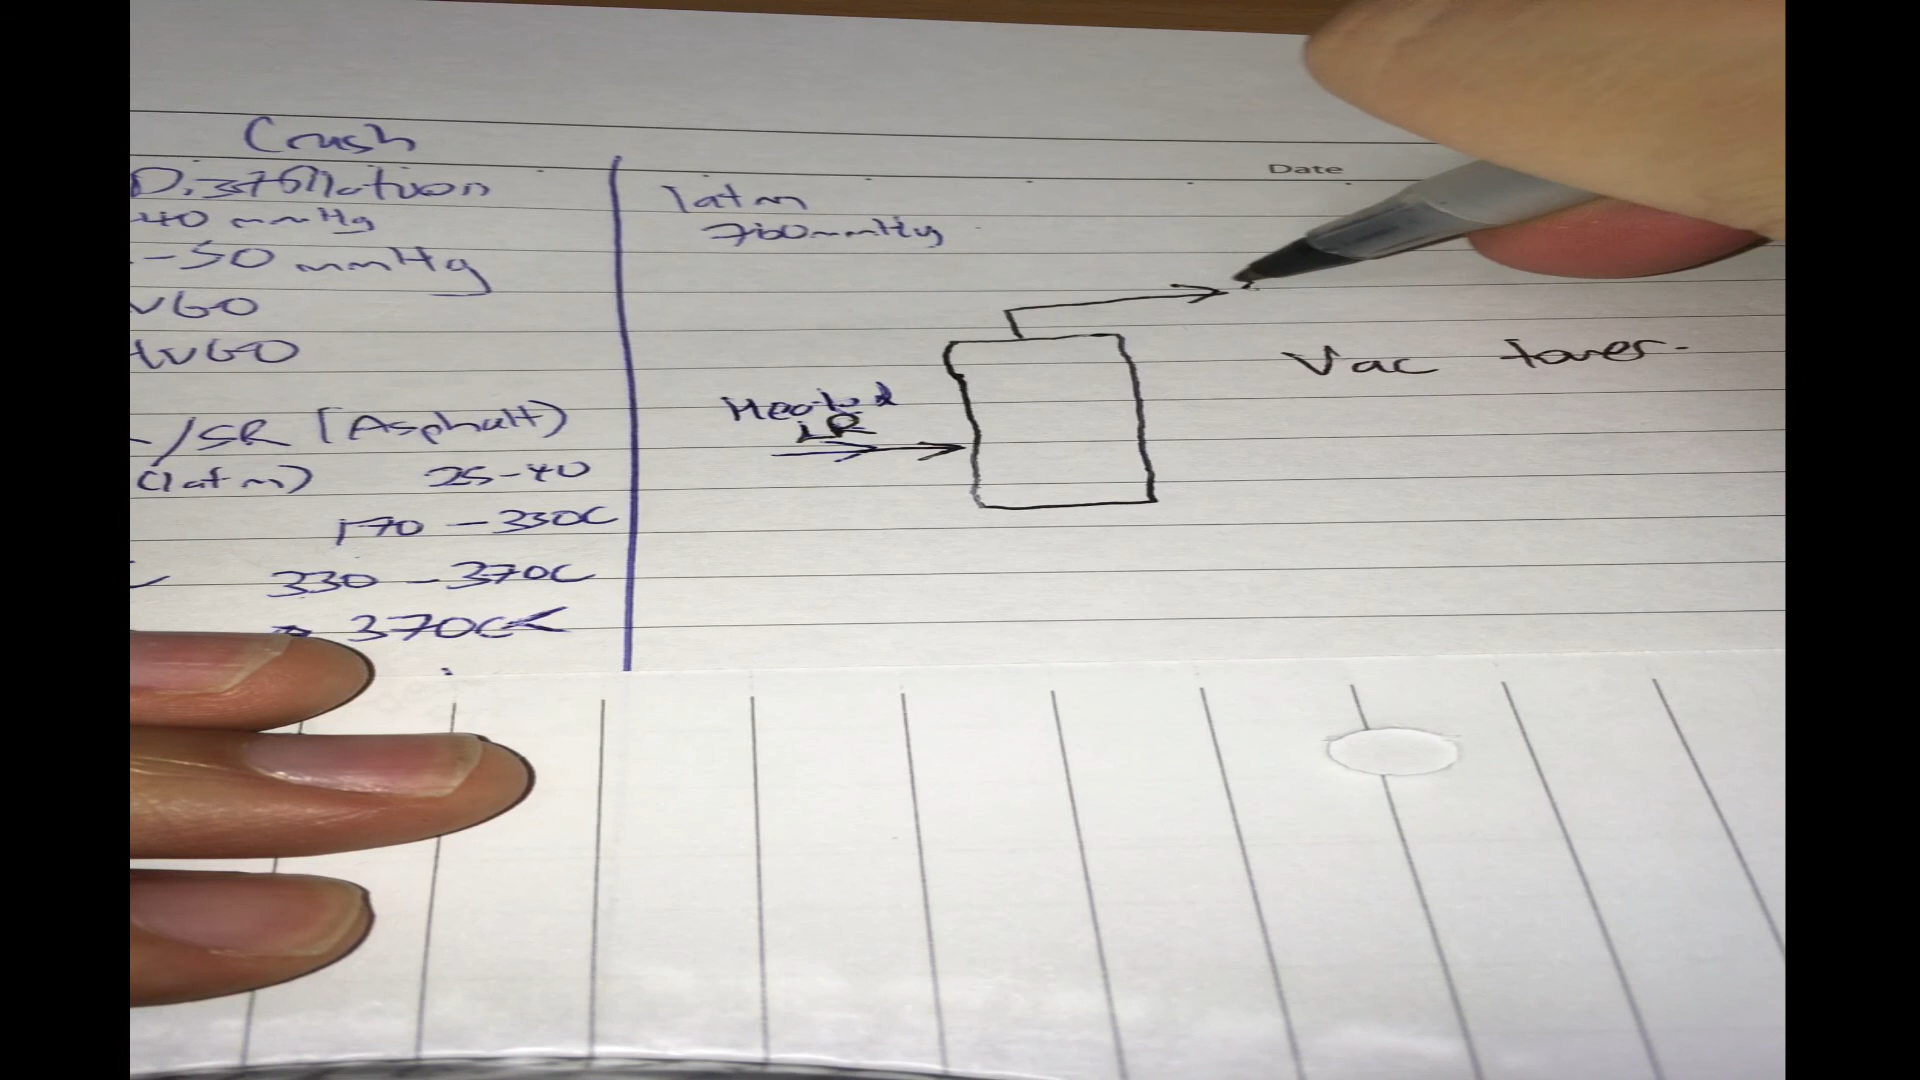 Crush
Distillation
40 mmHg
-50 mmHg
VGO
HVGO
/SR [Asphalt)
(1atm) 25-40
170 - 330C
330 - 370C
370C<
1atm
760mmHg
Date
Vac tower.
Heated
LR